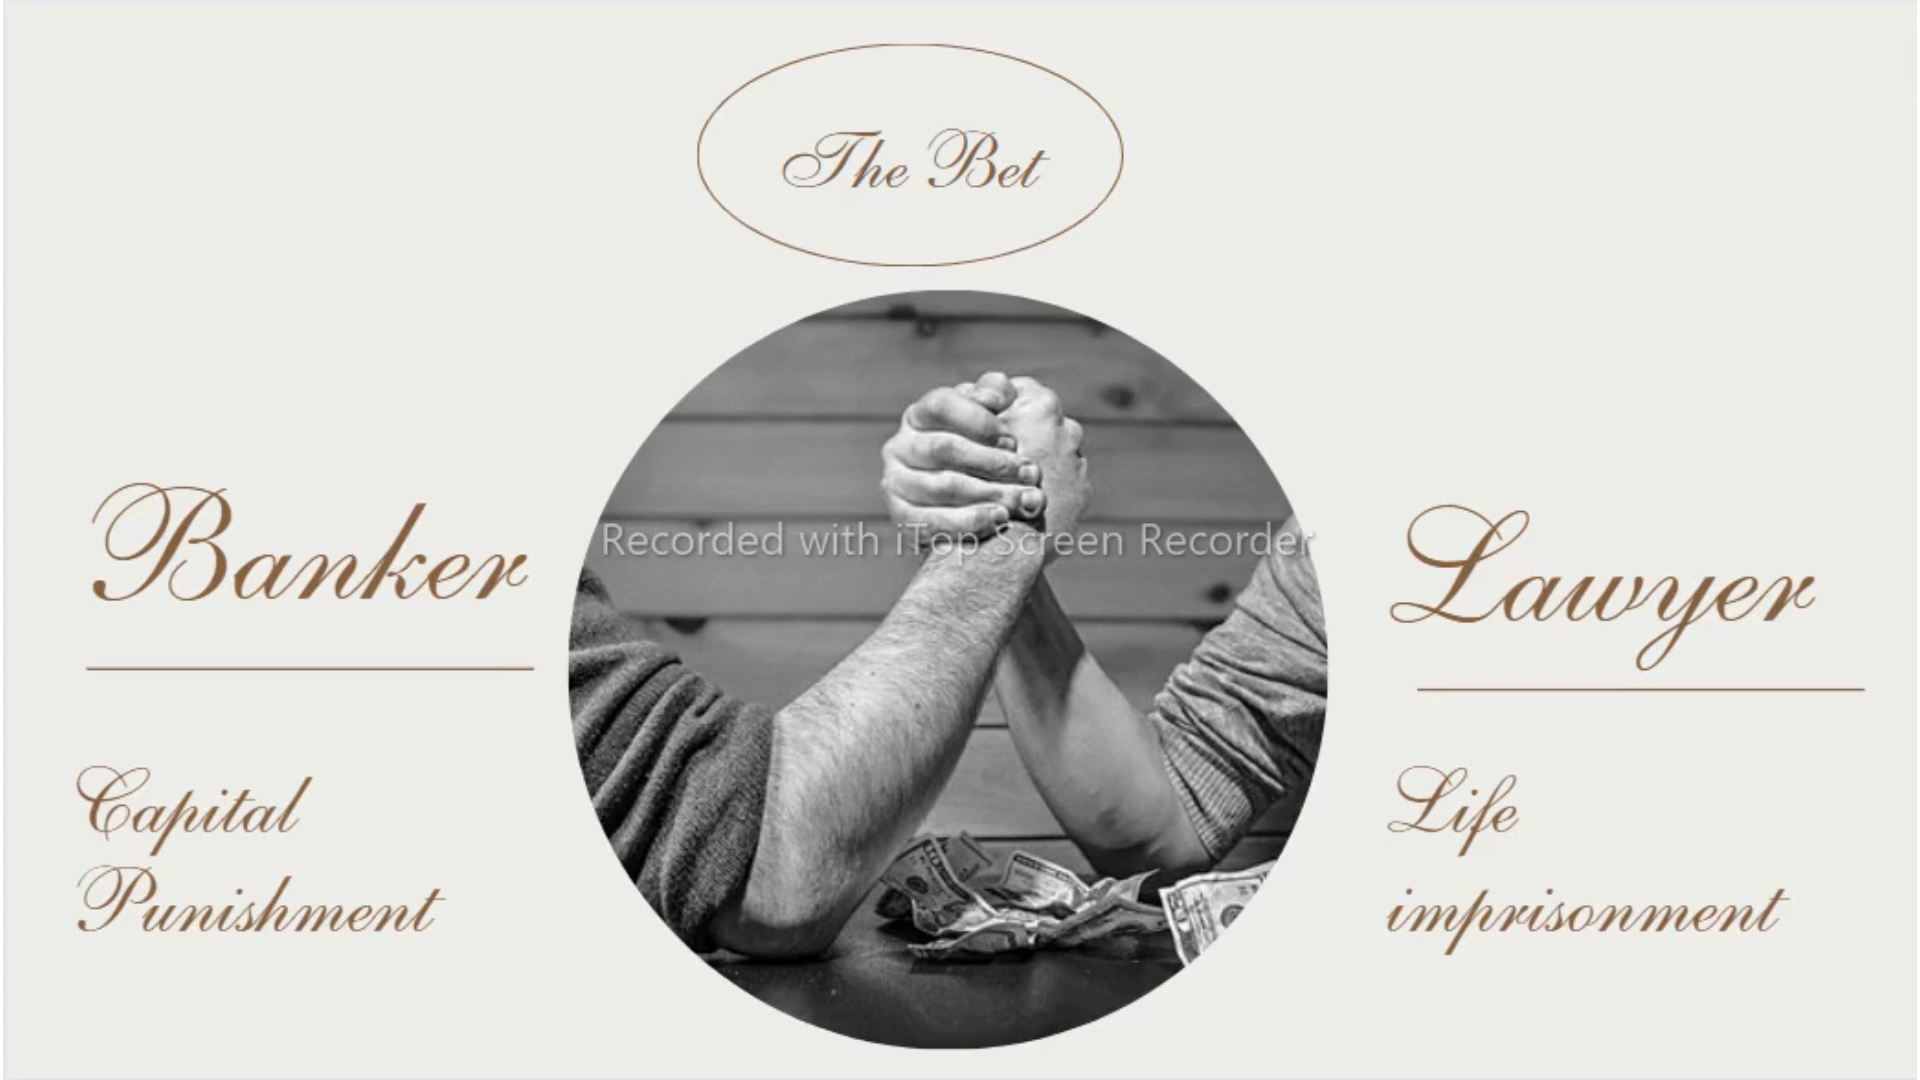 The Bet
Banker
Capital
Punishment
Recorded with iTop Screen Recorder
Lawyer
Life
imprisonment